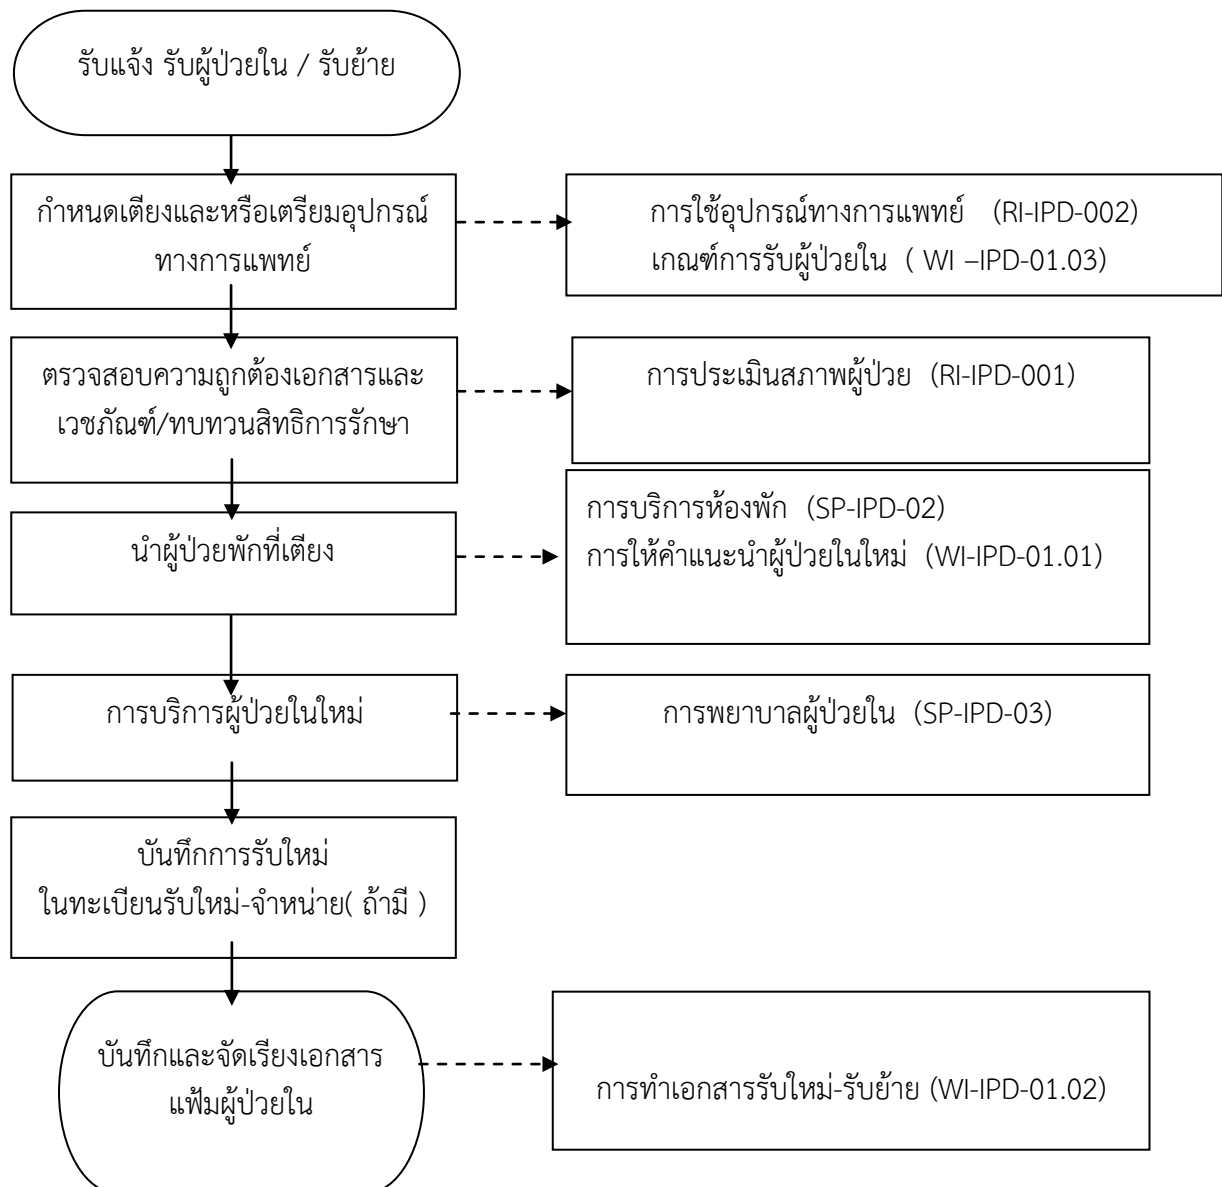 รับแจ้ง รับผู้ป่วยใน / รับย้าย
กำหนดเตียงและหรือเตรียมอุปกรณ์
ทางการแพทย์
การใช้อุปกรณ์ทางการแพทย์ (RI-IPD-002)
เกณฑ์การรับผู้ป่วยใน ( WI –IPD-01.03)
ตรวจสอบความถูกต้องเอกสารและ
เวชภัณฑ์/ทบทวนสิทธิการรักษา
การประเมินสภาพผู้ป่วย (RI-IPD-001)
นำผู้ป่วยพักที่เตียง
การบริการห้องพัก (SP-IPD-02)
การให้คำแนะนำผู้ป่วยในใหม่ (WI-IPD-01.01)
การบริการผู้ป่วยในใหม่
การพยาบาลผู้ป่วยใน (SP-IPD-03)
บันทึกการรับใหม่
ในทะเบียนรับใหม่-จำหน่าย( ถ้ามี )
บันทึกและจัดเรียงเอกสาร
แฟ้มผู้ป่วยใน
การทำเอกสารรับใหม่-รับย้าย (WI-IPD-01.02)